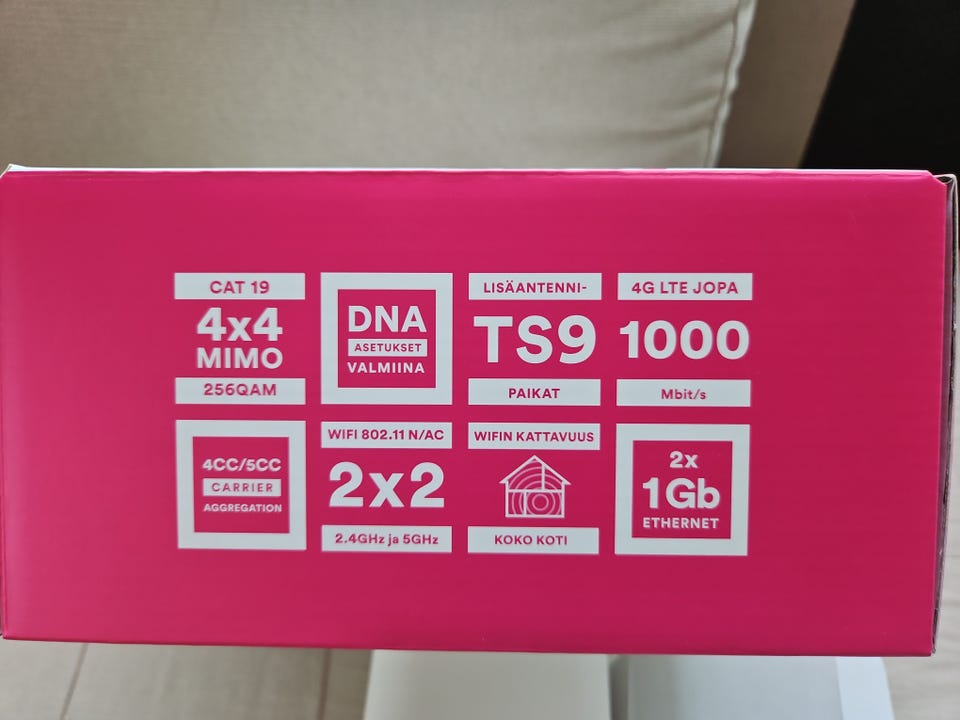 CAT 19
4x4
MIMO
256QAM
DNA
ASETUKSET
VALMIINA
LISÄANTENNI-
TS9
PAIKAT
4G LTE JOPA
1000
Mbit/s
4CC/5CC
CARRIER
AGGREGATION
WIFI 802.11 N/AC
2x2
2.4GHz ja 5GHz
WIFIN KATTAVUUS
KOKO KOTI
2x
1Gb
ETHERNET